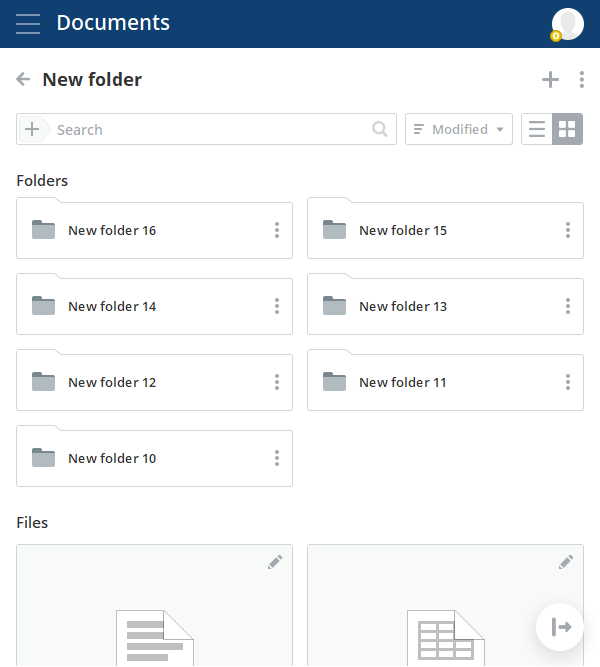 Documents
New folder
Search
Modified
Folders
New folder 16
New folder 15
New folder 14
New folder 13
New folder 12
New folder 11
New folder 10
Files